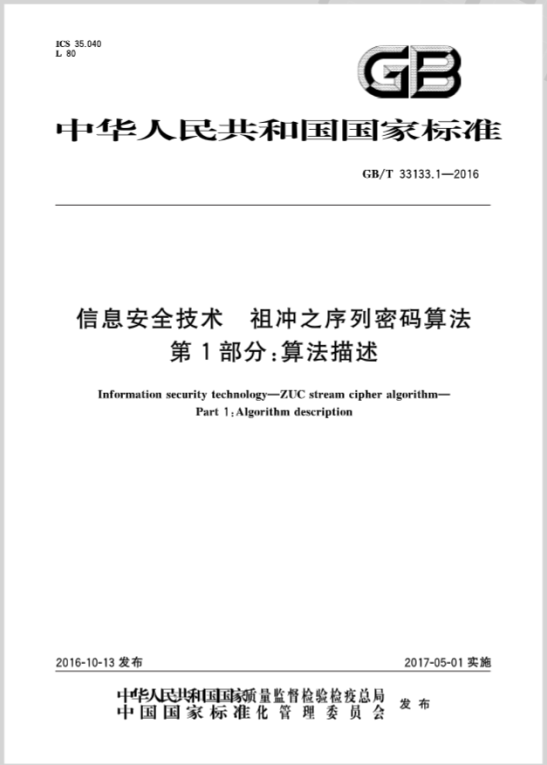 ICS 35.040
L 80
GB
中华人民共和国国家标准
GB/T 33133.1—2016
信息安全技术 祖冲之序列密码算法
第 1 部分:算法描述
Information security technology—ZUC stream cipher algorithm—
Part 1:Algorithm description
2016-10-13 发布
2017-05-01 实施
中华人民共和国国家质量监督检验检疫总局
中国国家标准化管理委员会
发布